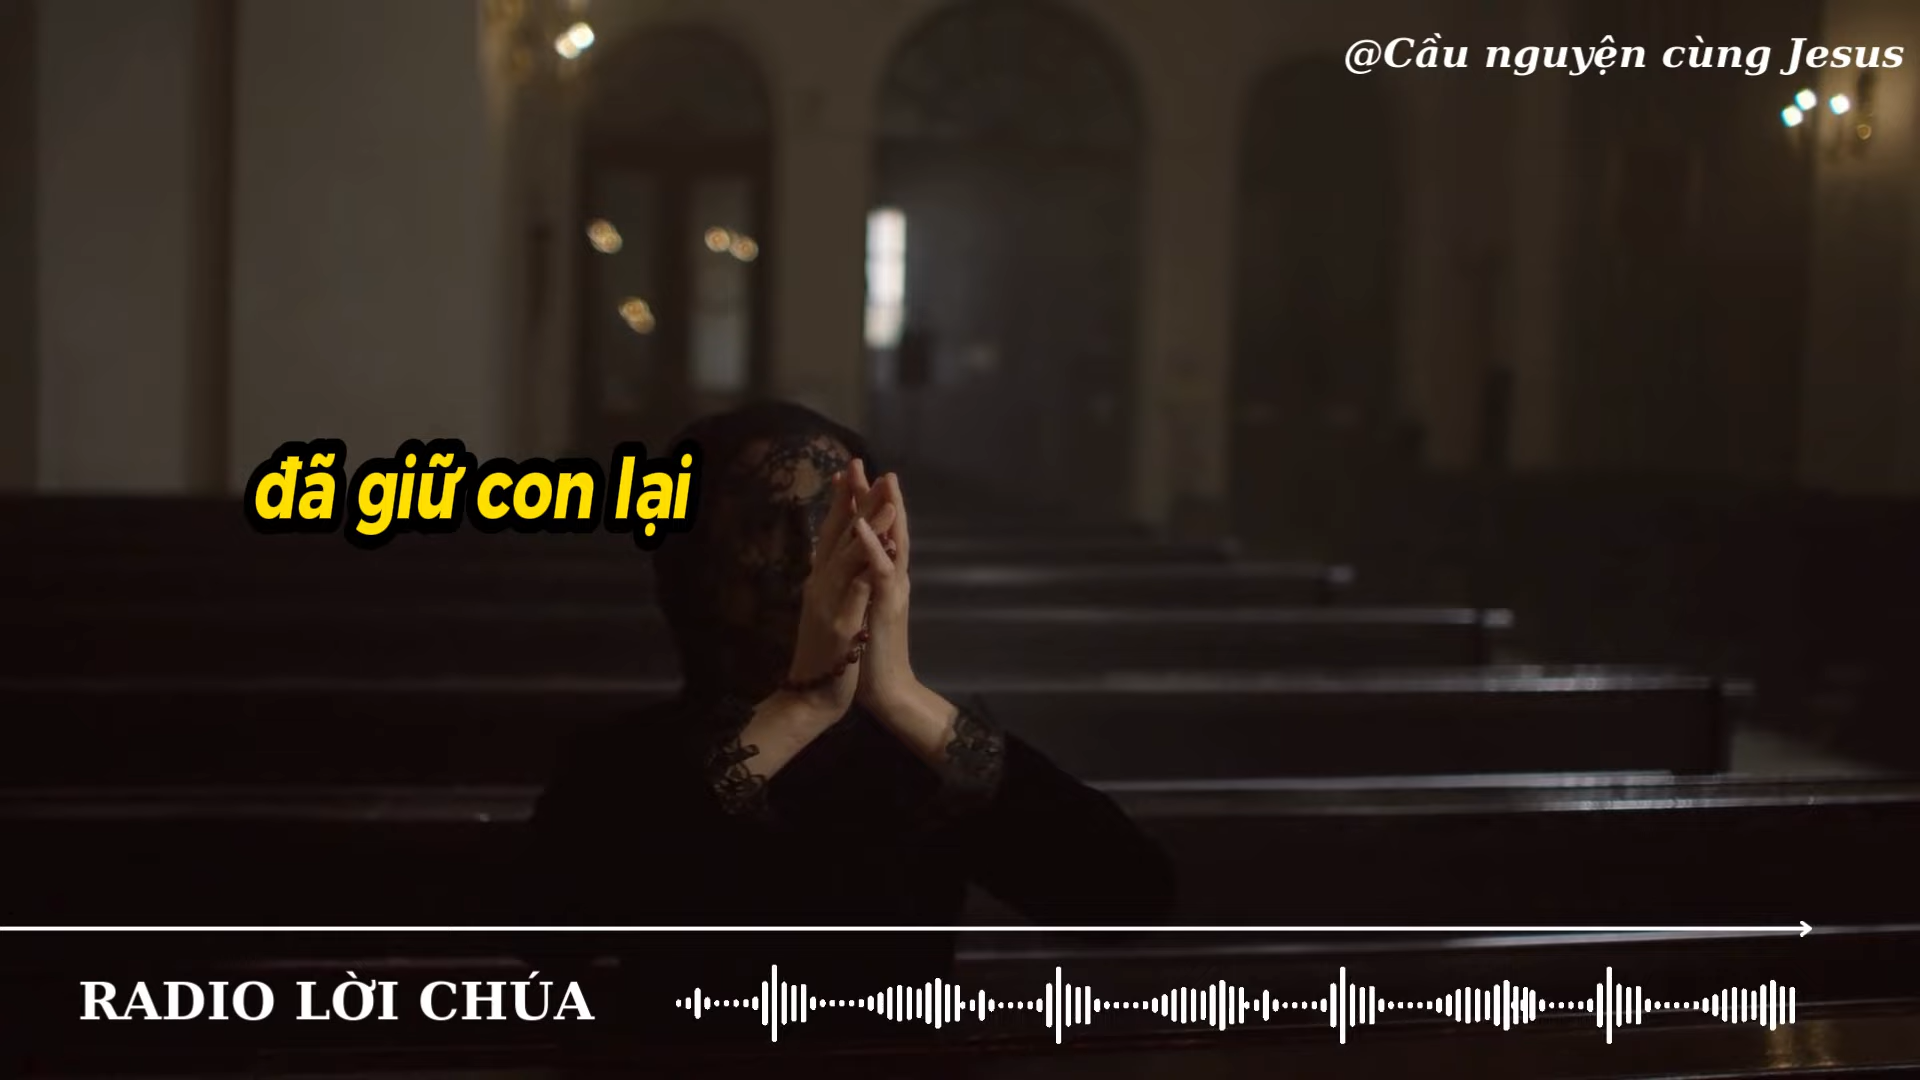 @Cầu nguyện cùng Jesus
đã giữ con lại
RADIO LỜI CHÚA